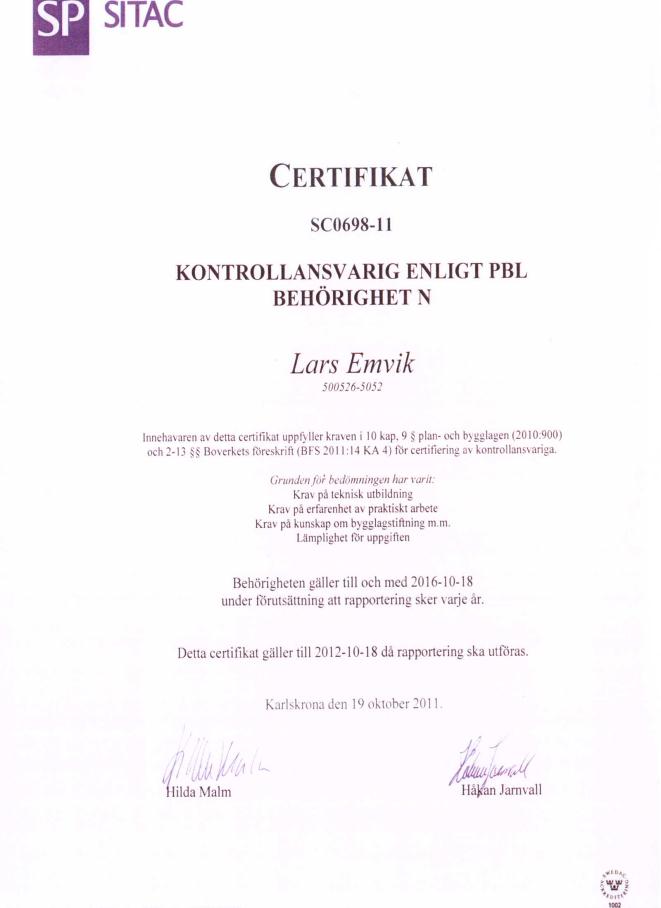 SP SITAC
CERTIFIKAT
SC0698-11
KONTROLLANSVARIG ENLIGT PBL
BEHÖRIGHET N
Lars Emvik
500526-5052
Innehavaren av detta certifikat uppfyller kraven i 10 kap, 9 § plan- och bygglagen (2010:900)
och 2-13 §§ Boverkets föreskrift (BFS 2011:14 KA 4) för certifiering av kontrollansvariga.
Grunden för bedömningen har varit:
Krav på teknisk utbildning
Krav på erfarenhet av praktiskt arbete
Krav på kunskap om bygglagstiftning m.m.
Lämplighet för uppgiften
Behörigheten gäller till och med 2016-10-18
under förutsättning att rapportering sker varje år.
Detta certifikat gäller till 2012-10-18 då rapportering ska utföras.
Karlskrona den 19 oktober 2011.
Hilda Malm
Håkan Jarnvall
SWEDAC
ACKREDITERING
1002